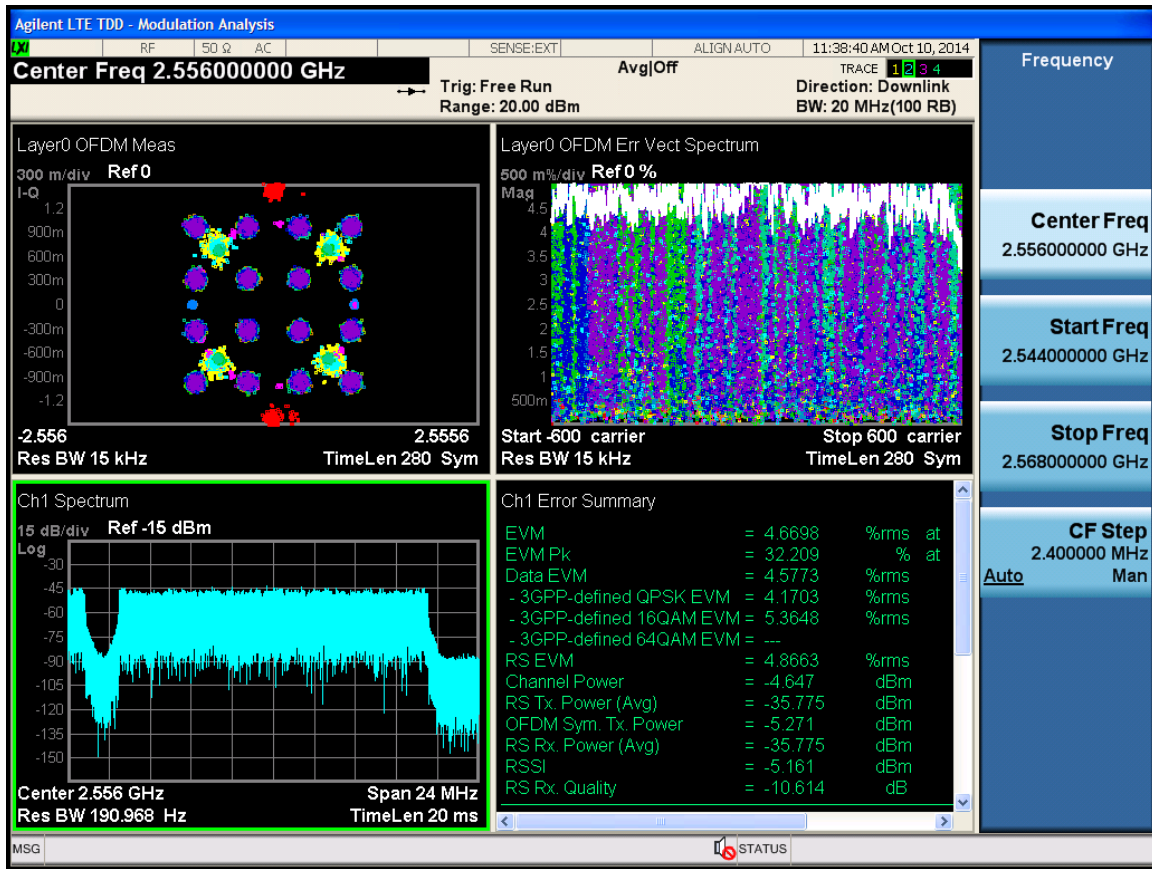 Agilent LTE TDD - Modulation Analysis
LXI RF 50 Ω AC SENSE:EXT ALIGN AUTO 11:38:40 AM Oct 10, 2014
Center Freq 2.556000000 GHz
Avg|Off
TRACE 1 2 3 4
Trig: Free Run
Direction: Downlink
Range: 20.00 dBm
BW: 20 MHz(100 RB)
Layer0 OFDM Meas
300 m/div Ref 0
I-Q
1.2
900m
600m
300m
0
-300m
-600m
-900m
-1.2
-2.556 2.5556
Res BW 15 kHz TimeLen 280 Sym
Layer0 OFDM Err Vect Spectrum
500 m%/div Ref 0 %
Mag
4.5
4
3.5
3
2.5
2
1.5
1
500m
Start -600 carrier Stop 600 carrier
Res BW 15 kHz TimeLen 280 Sym
Ch1 Spectrum
15 dB/div Ref -15 dBm
Log
-30
-45
-60
-75
-90
-105
-120
-135
-150
Center 2.556 GHz Span 24 MHz
Res BW 190.968 Hz TimeLen 20 ms
Ch1 Error Summary
EVM = 4.6698 %rms at
EVM Pk = 32.209 % at
Data EVM = 4.5773 %rms
- 3GPP-defined QPSK EVM = 4.1703 %rms
- 3GPP-defined 16QAM EVM = 5.3648 %rms
- 3GPP-defined 64QAM EVM = ---
RS EVM = 4.8663 %rms
Channel Power = -4.647 dBm
RS Tx. Power (Avg) = -35.775 dBm
OFDM Sym. Tx. Power = -5.271 dBm
RS Rx. Power (Avg) = -35.775 dBm
RSSI = -5.161 dBm
RS Rx. Quality = -10.614 dB
Frequency
Center Freq
2.556000000 GHz
Start Freq
2.544000000 GHz
Stop Freq
2.568000000 GHz
CF Step
2.400000 MHz
Auto Man
MSG STATUS